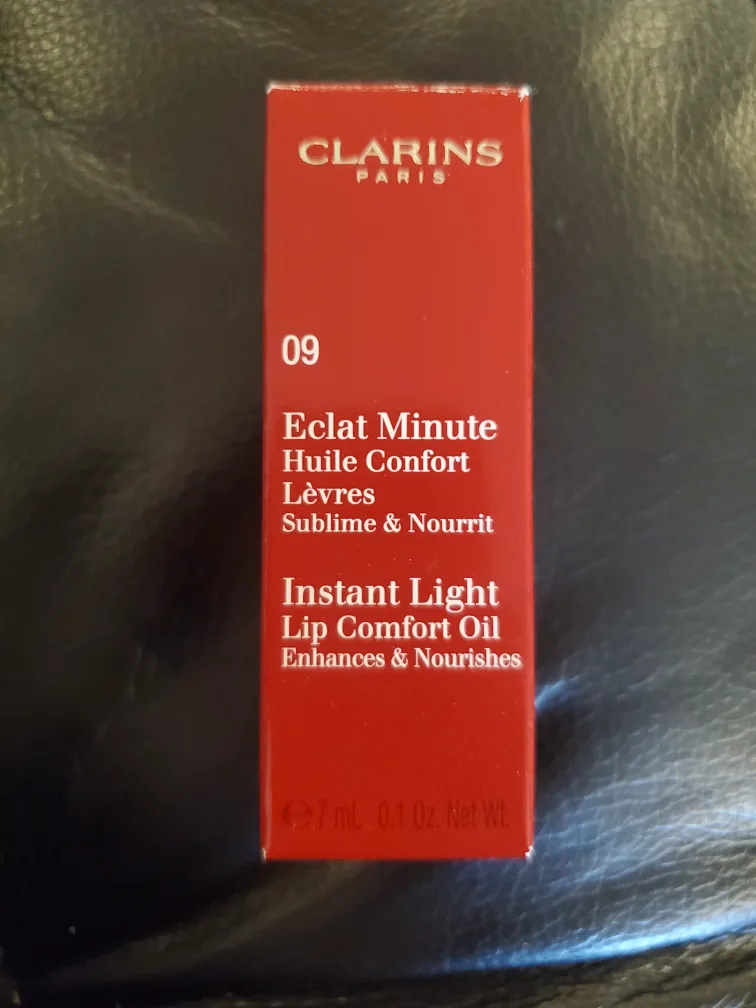 CLARINS
PARIS
09
Eclat Minute
Huile Confort
Lèvres
Sublime & Nourrit
Instant Light
Lip Comfort Oil
Enhances & Nourishes
℮ 7 mL 0.1 Oz. Net Wt.